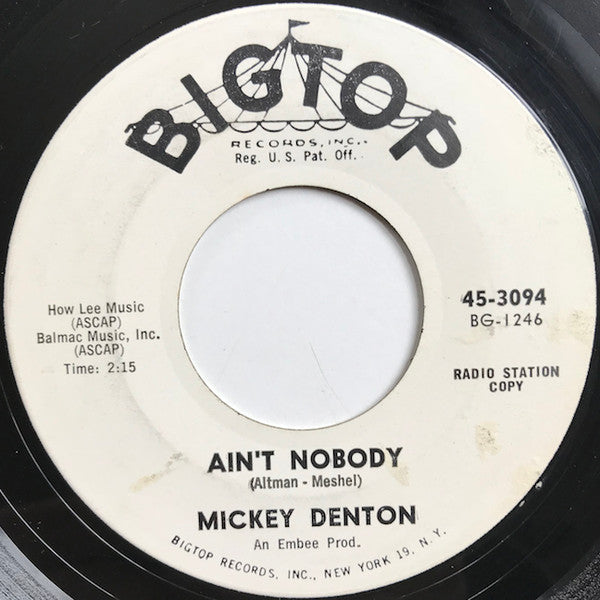 BIGTOP
RECORDS, INC.
Reg. U. S. Pat. Off.
How Lee Music
(ASCAP)
Balmac Music, Inc.
(ASCAP)
Time: 2:15
45-3094
BG-1246
RADIO STATION
COPY
AIN'T NOBODY
(Altman - Meshel)
MICKEY DENTON
An Embee Prod.
BIGTOP RECORDS, INC., NEW YORK 19, N. Y.